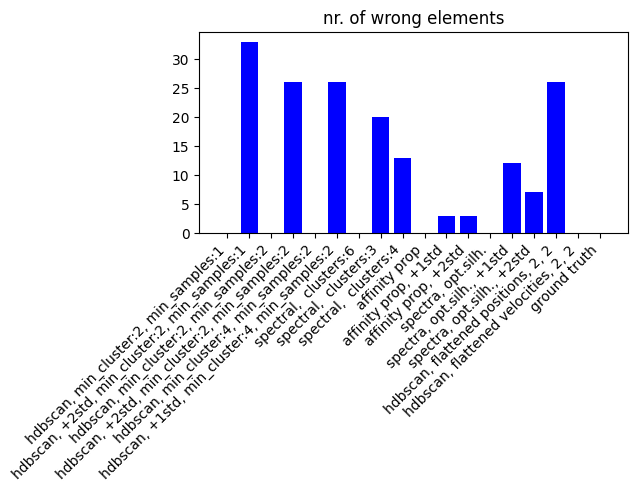 nr. of wrong elements
30
25
20
15
10
5
0
hdbscan, min_cluster:2, min_samples:1
hdbscan, +2std, min_cluster:2, min_samples:1
hdbscan, min_cluster:2, min_samples:2
hdbscan, +2std, min_cluster:2, min_samples:2
hdbscan, min_cluster:4, min_samples:2
hdbscan, +1std, min_cluster:4, min_samples:2
spectral,  clusters:6
spectral,  clusters:3
spectral,  clusters:4
affinity prop
affinity prop, +1std
affinity prop, +2std
spectra, opt.silh.
spectra, opt.silh., +1std
spectra, opt.silh., +2std
hdbscan, flattened positions, 2, 2
hdbscan, flattened velocities, 2, 2
ground truth